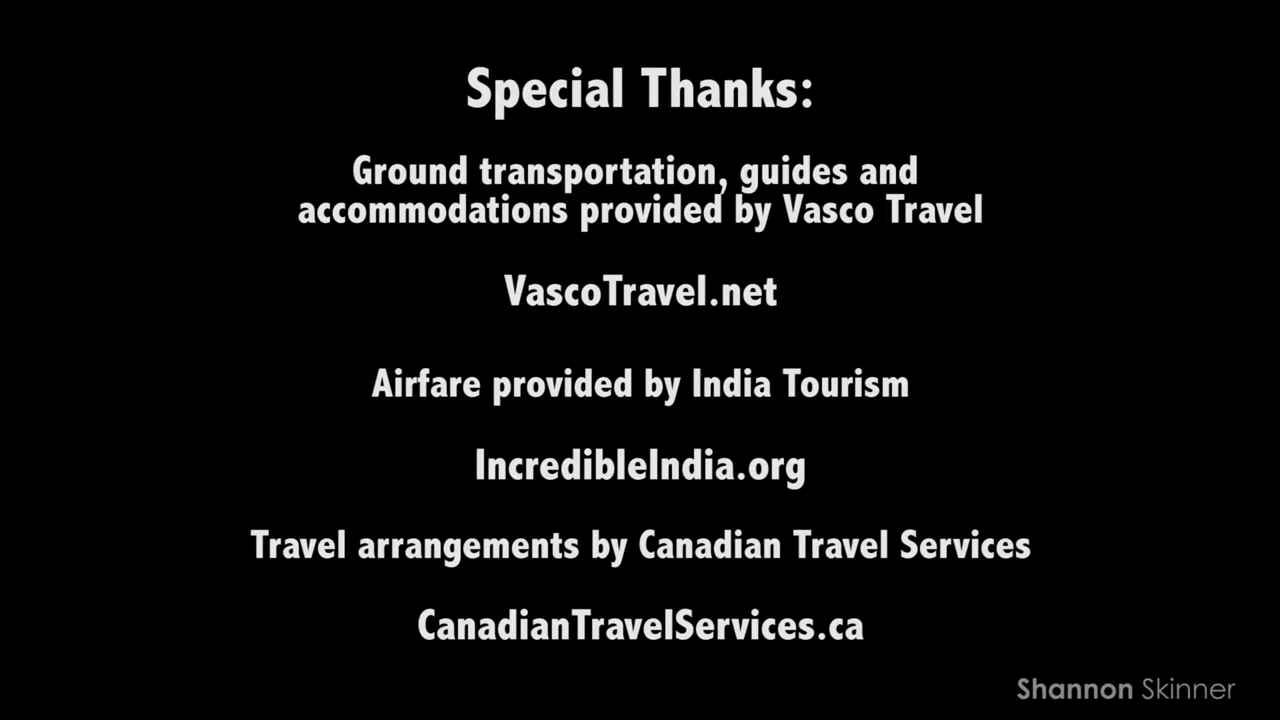 Special Thanks:
Ground transportation, guides and
accommodations provided by Vasco Travel
VascoTravel.net
Airfare provided by India Tourism
IncredibleIndia.org
Travel arrangements by Canadian Travel Services
CanadianTravelServices.ca
Shannon Skinner